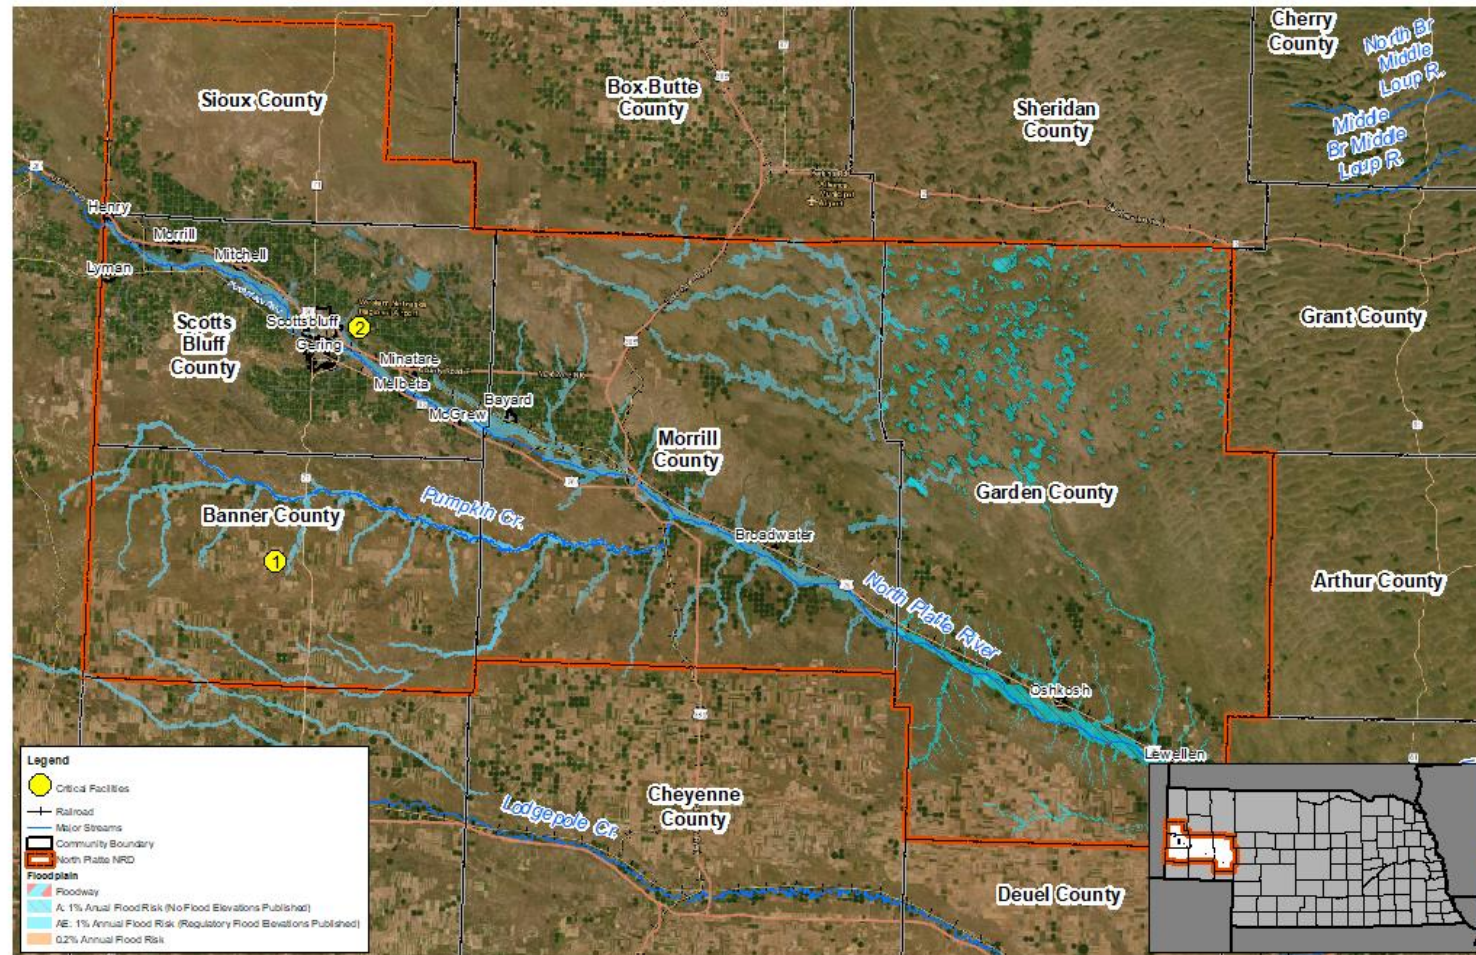 Cherry
County
North Br
Middle
Loup R.
Middle
Br Middle
Loup R.
Sioux County
Box Butte
County
Sheridan
County
Henry
Morrill
Mitchell
Lyman
Scotts
Bluff
County
Scottsbluff
2
Gering
Minatare
Melbeta
McGrew
Bayard
Grant County
Morrill
County
Garden County
Pumpkin Cr.
Banner County
1
Broadwater
Arthur County
North Platte River
Oshkosh
Lewellen
Cheyenne
County
Lodgepole Cr.
Deuel County
Legend
Critical Facilities
Railroad
Major Streams
Community Boundary
North Platte NRD
Floodplain
Floodway
A: 1% Anual Flood Risk (No Flood Elevations Published)
AE: 1% Annual Flood Risk (Regulatory Flood Elevations Published)
0.2% Annual Flood Risk